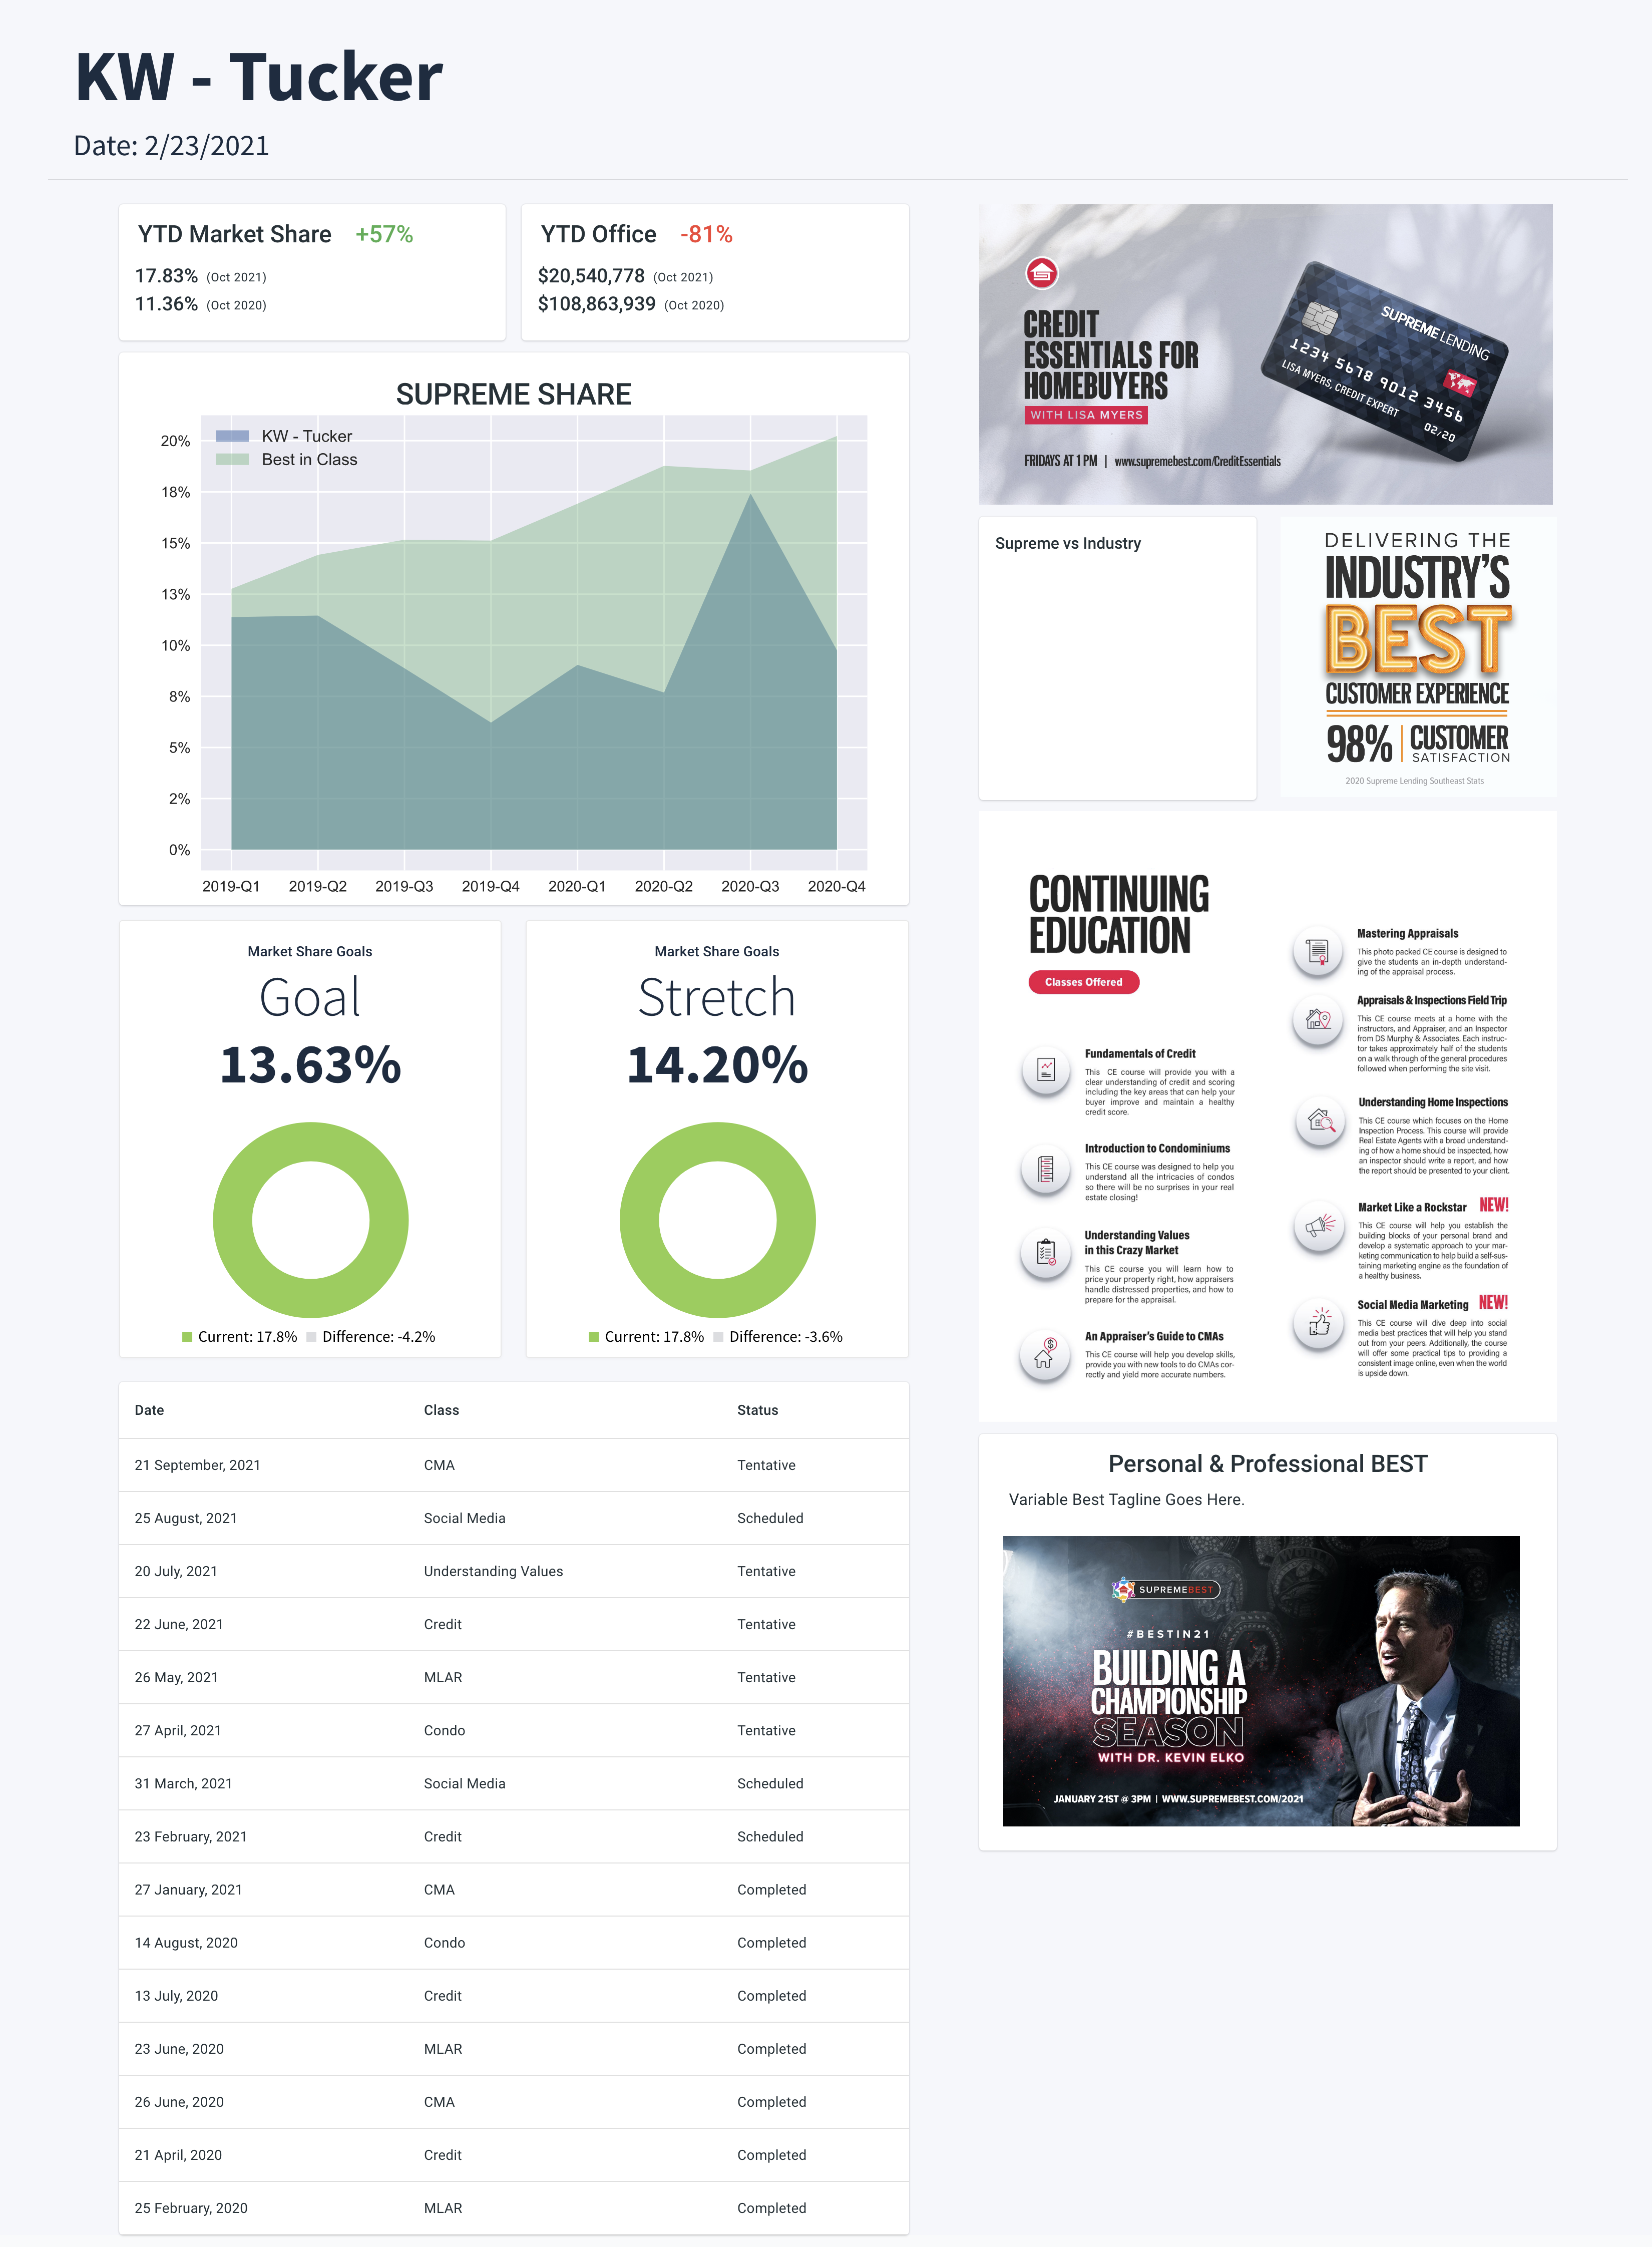 KW - Tucker
Date: 2/23/2021
YTD Market Share +57%
17.83% (Oct 2021)
11.36% (Oct 2020)
YTD Office -81%
$20,540,778 (Oct 2021)
$108,863,939 (Oct 2020)
SUPREME SHARE
KW - Tucker
Best in Class
20%
18%
15%
13%
10%
8%
5%
2%
0%
2019-Q1 2019-Q2 2019-Q3 2019-Q4 2020-Q1 2020-Q2 2020-Q3 2020-Q4
Market Share Goals
Goal
13.63%
Current: 17.8% Difference: -4.2%
Market Share Goals
Stretch
14.20%
Current: 17.8% Difference: -3.6%
Date Class Status
21 September, 2021 CMA Tentative
25 August, 2021 Social Media Scheduled
20 July, 2021 Understanding Values Tentative
22 June, 2021 Credit Tentative
26 May, 2021 MLAR Tentative
27 April, 2021 Condo Tentative
31 March, 2021 Social Media Scheduled
23 February, 2021 Credit Scheduled
27 January, 2021 CMA Completed
14 August, 2020 Condo Completed
13 July, 2020 Credit Completed
23 June, 2020 MLAR Completed
26 June, 2020 CMA Completed
21 April, 2020 Credit Completed
25 February, 2020 MLAR Completed
CREDIT
ESSENTIALS FOR
HOMEBUYERS
WITH LISA MYERS
FRIDAYS AT 1 PM | www.supremebest.com/CreditEssentials
SUPREME LENDING
1234 5678 9012 3456
LISA MYERS, CREDIT EXPERT
02/20
Supreme vs Industry
DELIVERING THE
INDUSTRY'S
BEST
CUSTOMER EXPERIENCE
98% | CUSTOMER
SATISFACTION
2020 Supreme Lending Southeast Stats
CONTINUING
EDUCATION
Classes Offered
Fundamentals of Credit
This CE course will provide you with a
clear understanding of credit and scoring
including the key areas that can help your
buyer improve and maintain a healthy
credit score.
Introduction to Condominiums
This CE course was designed to help you
understand all the intricacies of condos
so there will be no surprises in your real
estate closing!
Understanding Values
in this Crazy Market
This CE course you will learn how to
price your property right, how appraisers
handle distressed properties, and how to
prepare for the appraisal.
An Appraiser's Guide to CMAs
This CE course will help you develop skills,
provide you with new tools to do CMAs cor-
rectly and yield more accurate numbers.
Mastering Appraisals
This photo packed CE course is designed to
give the students an in-depth understand-
ing of the appraisal process.
Appraisals & Inspections Field Trip
This CE course meets at a home with the
instructors, and Appraiser, and an Inspector
from DS Murphy & Associates. Each instruc-
tor takes approximately half of the students
on a walk through of the general procedures
followed when performing the site visit.
Understanding Home Inspections
This CE course which focuses on the Home
Inspection Process. This course will provide
Real Estate Agents with a broad understand-
ing of how a home should be inspected, how
an inspector should write a report, and how
the report should be presented to your client.
Market Like a Rockstar NEW!
This CE course will help you establish the
building blocks of your personal brand and
develop a systematic approach to your mar-
keting communication to help build a self-sus-
taining marketing engine as the foundation of
a healthy business.
Social Media Marketing NEW!
This CE course will dive deep into social
media best practices that will help you stand
out from your peers. Additionally, the course
will offer some practical tips to providing a
consistent image online, even when the world
is upside down.
Personal & Professional BEST
Variable Best Tagline Goes Here.
SUPREMEBEST
#BESTIN21
BUILDING A
CHAMPIONSHIP
SEASON
WITH DR. KEVIN ELKO
JANUARY 21ST @ 3PM | WWW.SUPREMEBEST.COM/2021